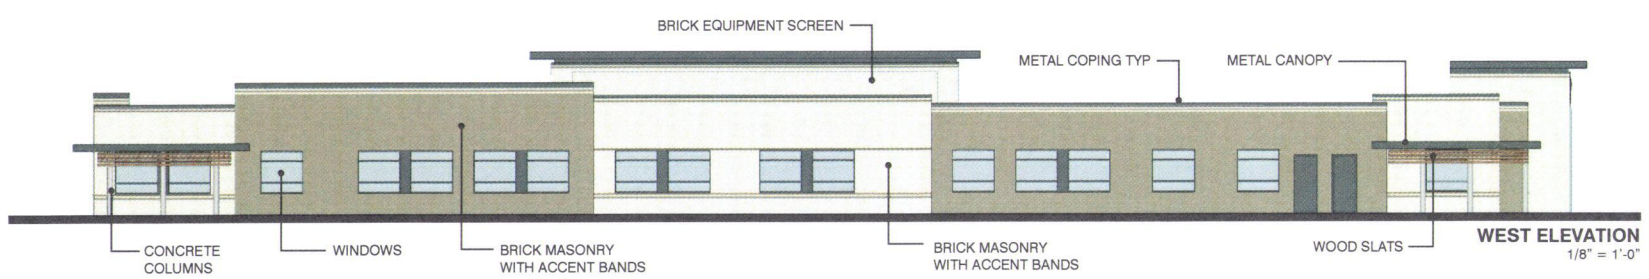 BRICK EQUIPMENT SCREEN
METAL COPING TYP
METAL CANOPY
CONCRETE
COLUMNS
WINDOWS
BRICK MASONRY
WITH ACCENT BANDS
BRICK MASONRY
WITH ACCENT BANDS
WOOD SLATS
WEST ELEVATION
1/8" = 1'-0"